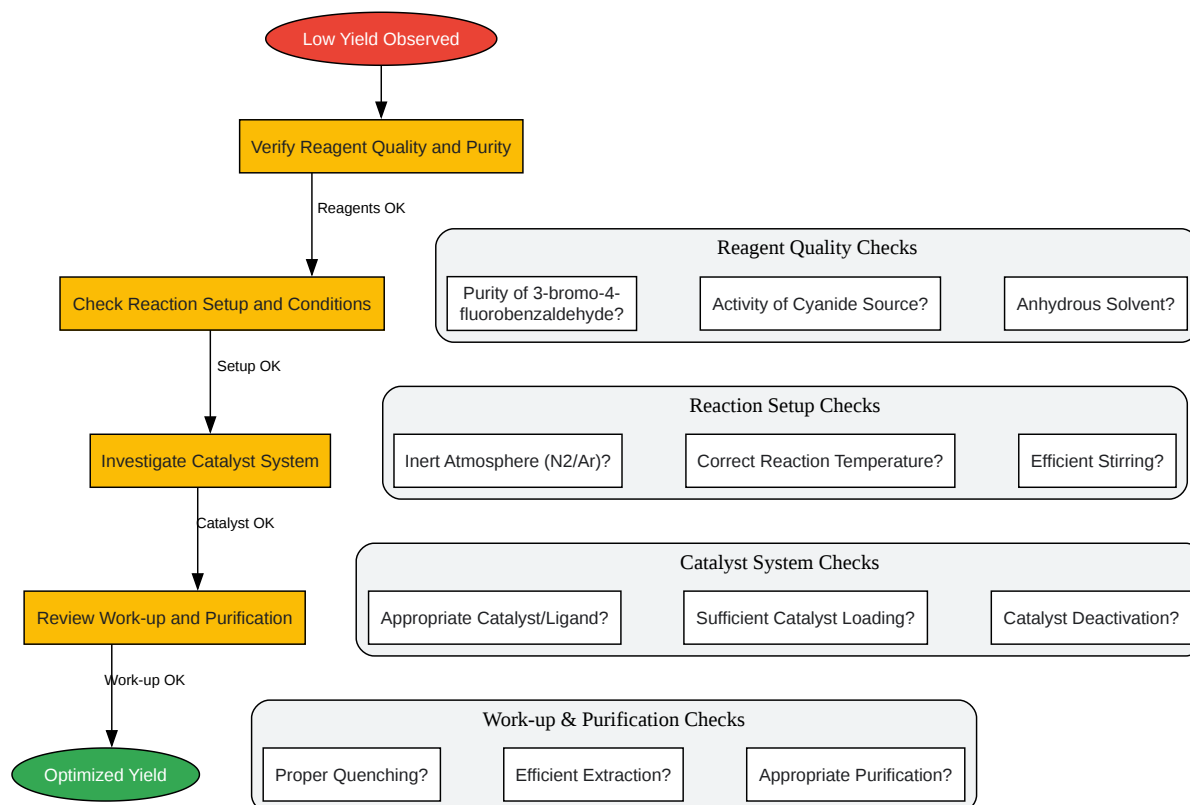 Low Yield Observed
Verify Reagent Quality and Purity
Reagents OK
Reagent Quality Checks
Purity of 3-bromo-4-
fluorobenzaldehyde?
Activity of Cyanide Source?
Anhydrous Solvent?
Check Reaction Setup and Conditions
Setup OK
Reaction Setup Checks
Inert Atmosphere (N2/Ar)?
Correct Reaction Temperature?
Efficient Stirring?
Investigate Catalyst System
Catalyst OK
Catalyst System Checks
Appropriate Catalyst/Ligand?
Sufficient Catalyst Loading?
Catalyst Deactivation?
Review Work-up and Purification
Work-up OK
Work-up & Purification Checks
Proper Quenching?
Efficient Extraction?
Appropriate Purification?
Optimized Yield